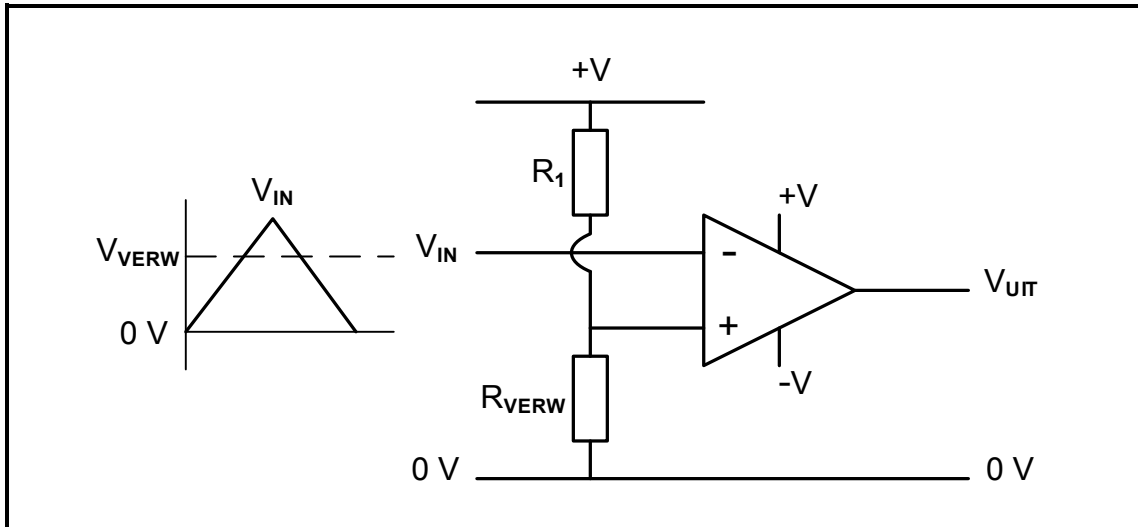 +V
R1
VIN
VVERW
0 V
VIN
-
+
+V
-V
VUIT
RVERW
0 V
0 V